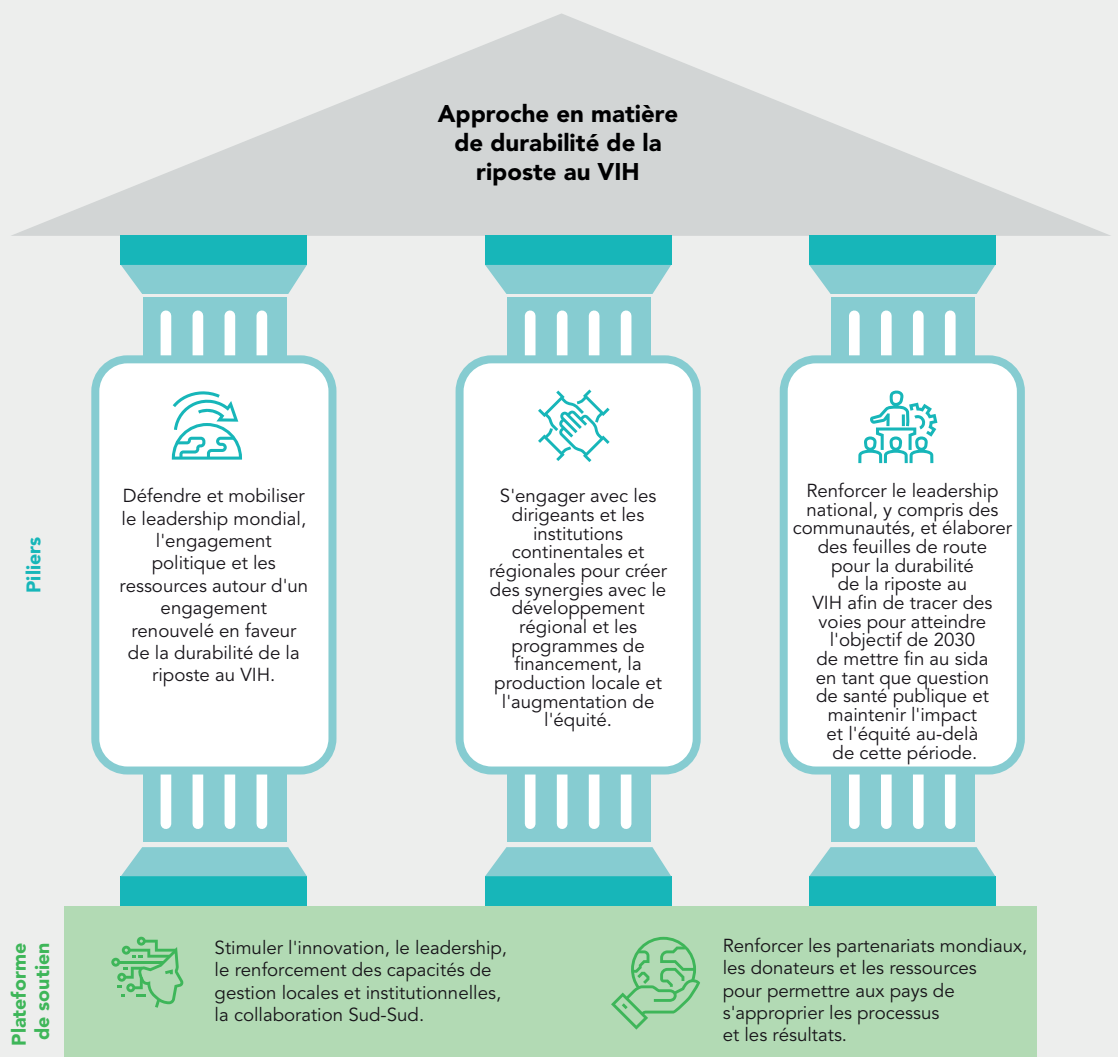 Approche en matière
de durabilité de la
riposte au VIH
Piliers
Défendre et mobiliser
le leadership mondial,
l'engagement
politique et les
ressources autour d'un
engagement
renouvelé en faveur
de la durabilité de la
riposte au VIH.
S'engager avec les
dirigeants et les
institutions
continentales et
régionales pour créer
des synergies avec le
développement
régional et les
programmes de
financement, la
production locale et
l'augmentation de
l'équité.
Renforcer le leadership
national, y compris des
communautés, et élaborer
des feuilles de route
pour la durabilité
de la riposte au
VIH afin de tracer des
voies pour atteindre
l'objectif de 2030
de mettre fin au sida
en tant que question
de santé publique et
maintenir l'impact
et l'équité au-delà
de cette période.
Plateforme
de soutien
Stimuler l'innovation, le leadership,
le renforcement des capacités de
gestion locales et institutionnelles,
la collaboration Sud-Sud.
Renforcer les partenariats mondiaux,
les donateurs et les ressources
pour permettre aux pays de
s'approprier les processus
et les résultats.